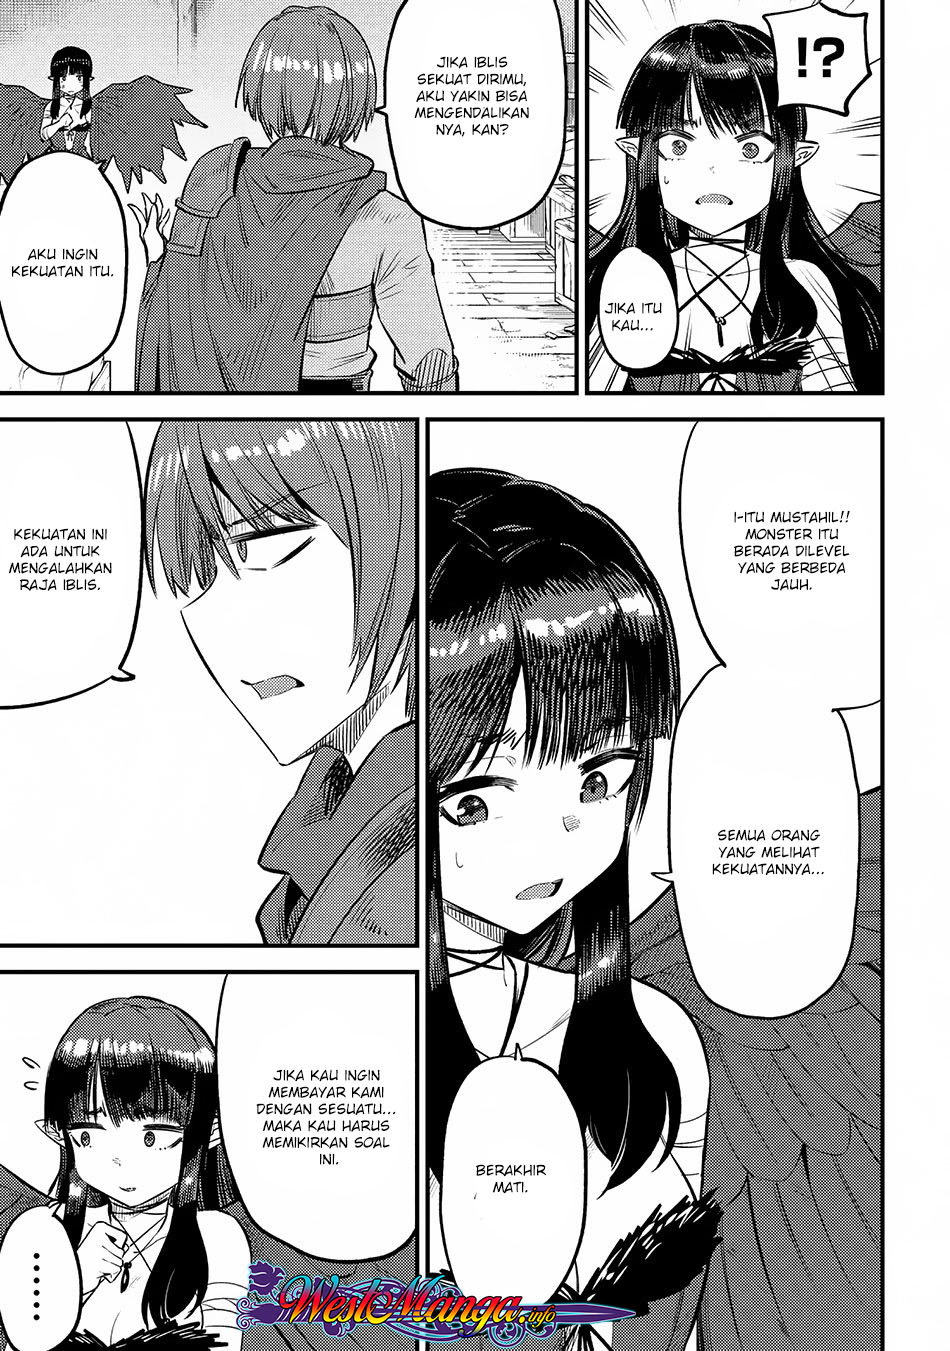 !?
JIKA ITU
KAU...
JIKA IBLIS
SEKUAT DIRIMU,
AKU YAKIN BISA
MENGENDALIKAN
NYA, KAN?
AKU INGIN
KEKUATAN ITU.
I-ITU MUSTAHIL!!
MONSTER ITU
BERADA DILEVEL
YANG BERBEDA
JAUH.
SEMUA ORANG
YANG MELIHAT
KEKUATANNYA...
BERAKHIR
MATI.
KEKUATAN INI
ADA UNTUK
MENGALAHKAN
RAJA IBLIS.
JIKA KAU INGIN
MEMBAYAR KAMI
DENGAN SESUATU...
MAKA KAU HARUS
MEMIKIRKAN SOAL
INI.
......
WestManga.info